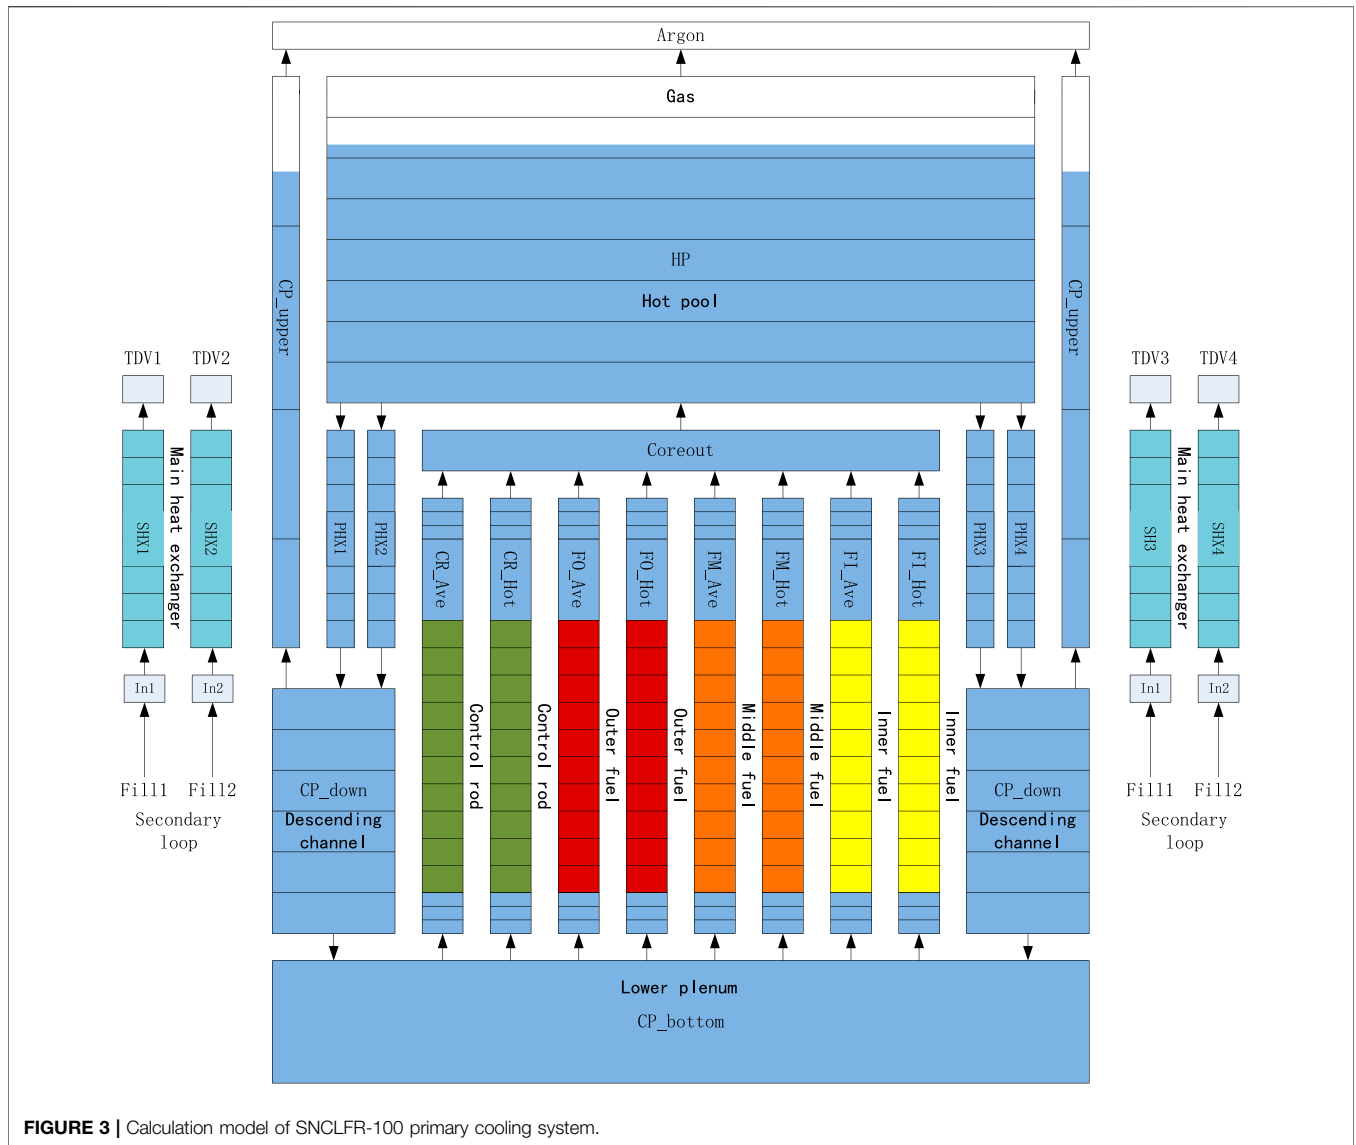 Argon
Gas
HP
Hot pool
CP_upper
CP_upper
TDV1
TDV2
TDV3
TDV4
Coreout
SHX1
Main heat exchanger
SHX2
PHX1
PHX2
CR_Ave
CR_Hot
FO_Ave
FO_Hot
FM_Ave
FM_Hot
FI_Ave
FI_Hot
PHX3
PHX4
SH3
Main heat exchanger
SHX4
In1
In2
In1
In2
Control rod
Control rod
Outer fuel
Outer fuel
Middle fuel
Middle fuel
Inner fuel
Inner fuel
Fill1
Fill2
Secondary
loop
CP_down
Descending
channel
CP_down
Descending
channel
Fill1
Fill2
Secondary
loop
Lower plenum
CP_bottom
FIGURE 3 | Calculation model of SNCLFR-100 primary cooling system.